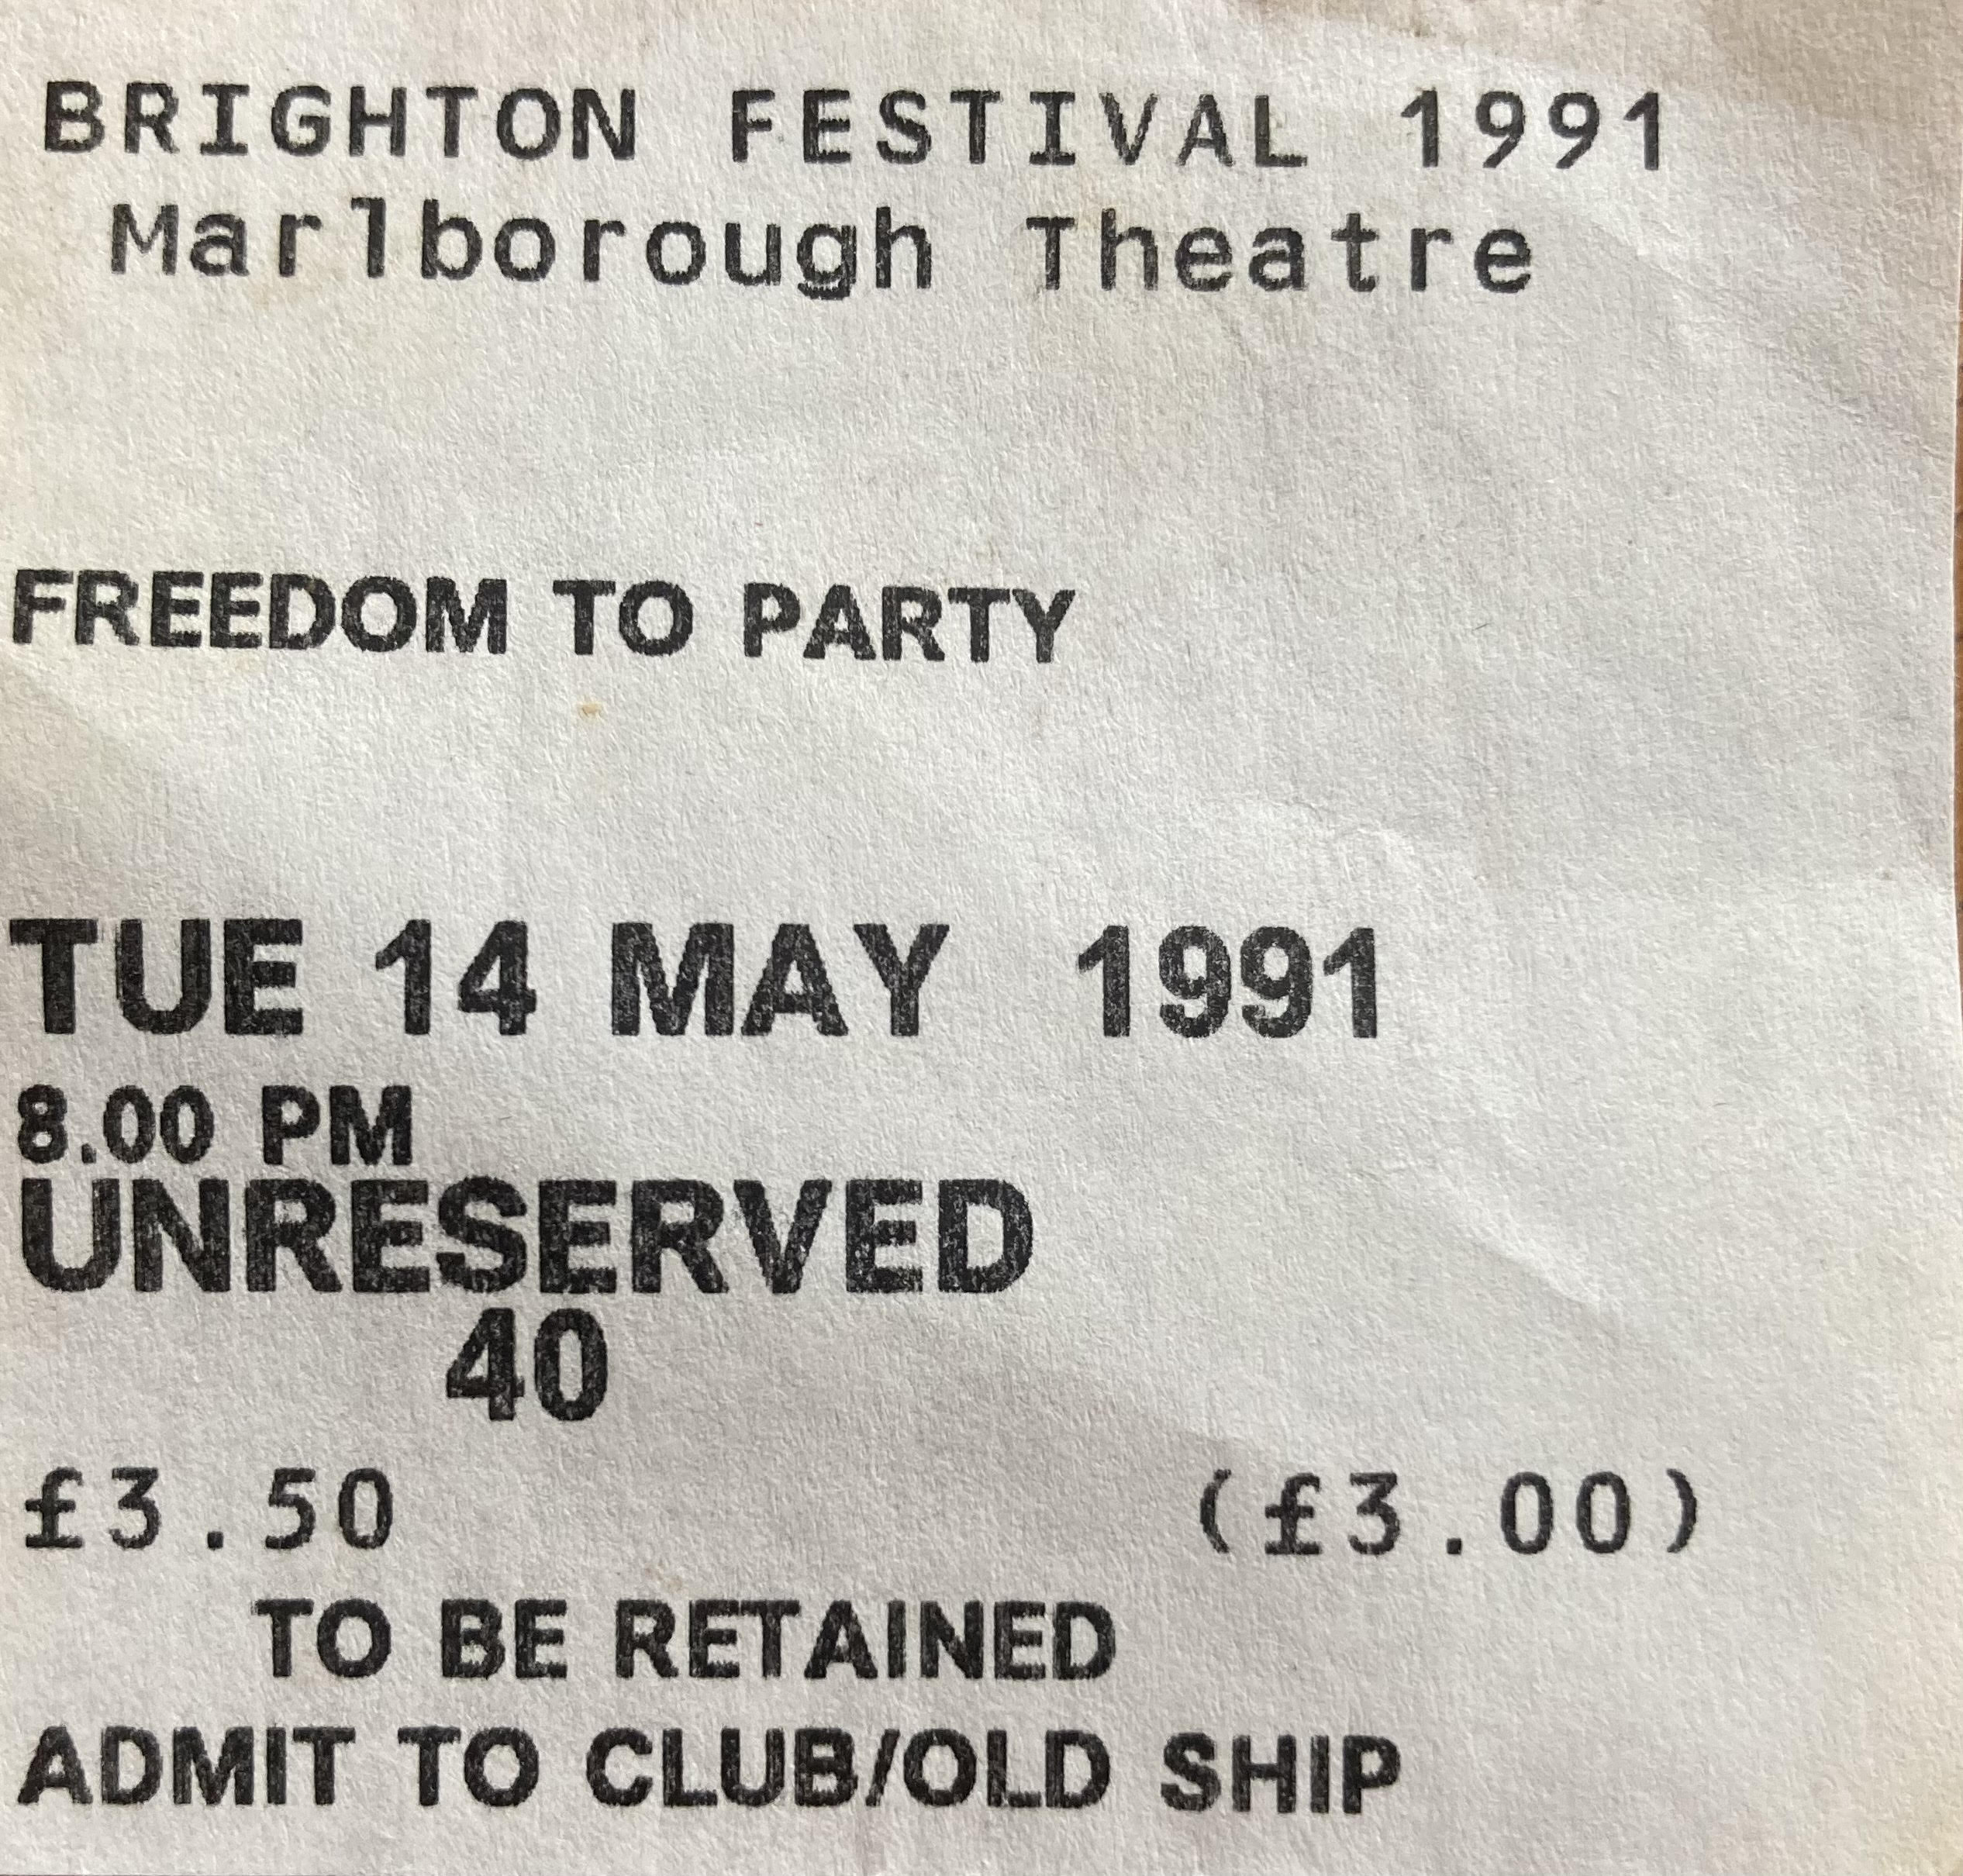 BRIGHTON FESTIVAL 1991
Marlborough Theatre
FREEDOM TO PARTY
TUE 14 MAY 1991
8.00 PM
UNRESERVED
40
£3.50 (£3.00)
TO BE RETAINED
ADMIT TO CLUB/OLD SHIP